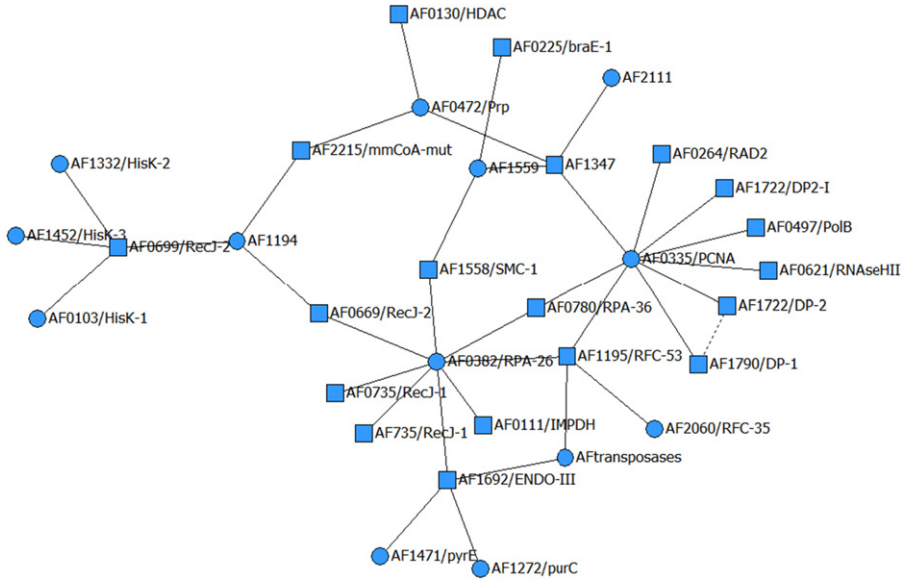 AF0130/HDAC
AF0225/braE-1
AF2111
AF0472/Prp
AF2215/mmCoA-mut
AF1559
AF1347
AF0264/RAD2
AF1332/HisK-2
AF1722/DP2-I
AF0497/PolB
AF1452/HisK-3
AF0699/RecJ-2
AF1194
AF0335/PCNA
AF1558/SMC-1
AF0621/RNAseHII
AF0780/RPA-36
AF1722/DP-2
AF0103/HisK-1
AF0669/RecJ-2
AF0382/RPA-26
AF1195/RFC-53
AF1790/DP-1
AF0735/RecJ-1
AF735/RecJ-1
AF0111/IMPDH
AF2060/RFC-35
AFtransposases
AF1692/ENDO-III
AF1471/pyrE
AF1272/purC